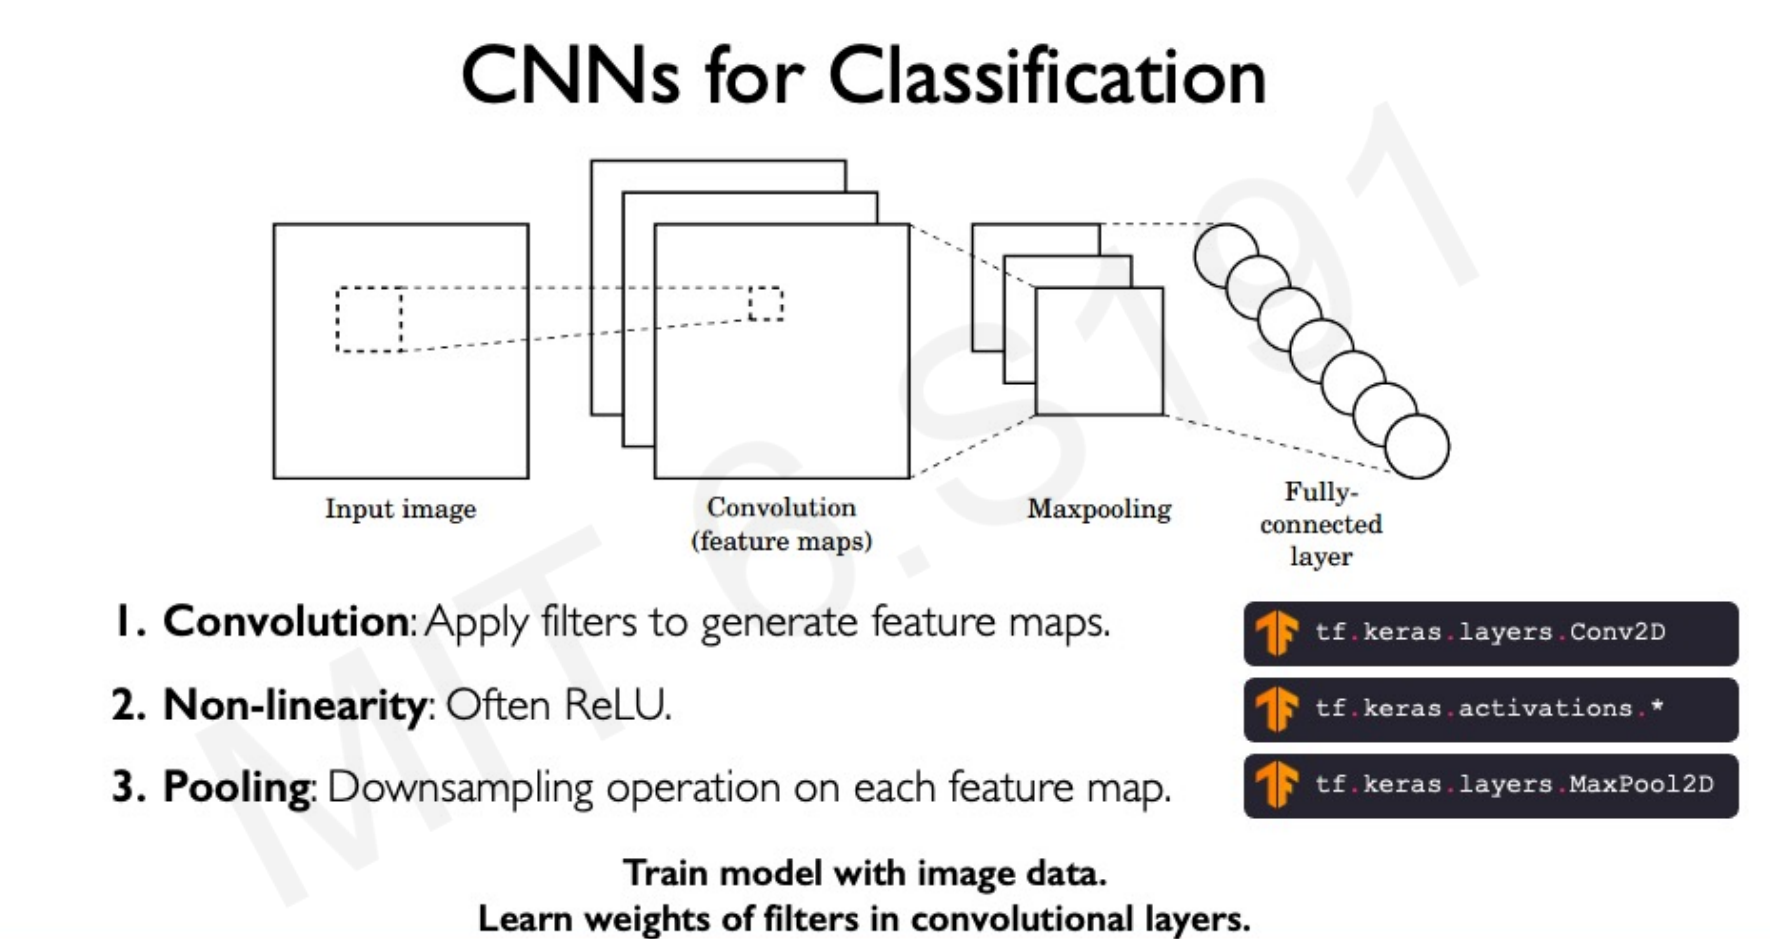 CNNs for Classification
Input image
Convolution
(feature maps)
Maxpooling
Fully-
connected
layer
1. Convolution: Apply filters to generate feature maps.
tf.keras.layers.Conv2D
2. Non-linearity: Often ReLU.
tf.keras.activations.*
3. Pooling: Downsampling operation on each feature map.
tf.keras.layers.MaxPool2D
Train model with image data.
Learn weights of filters in convolutional layers.
MIT 6.S191